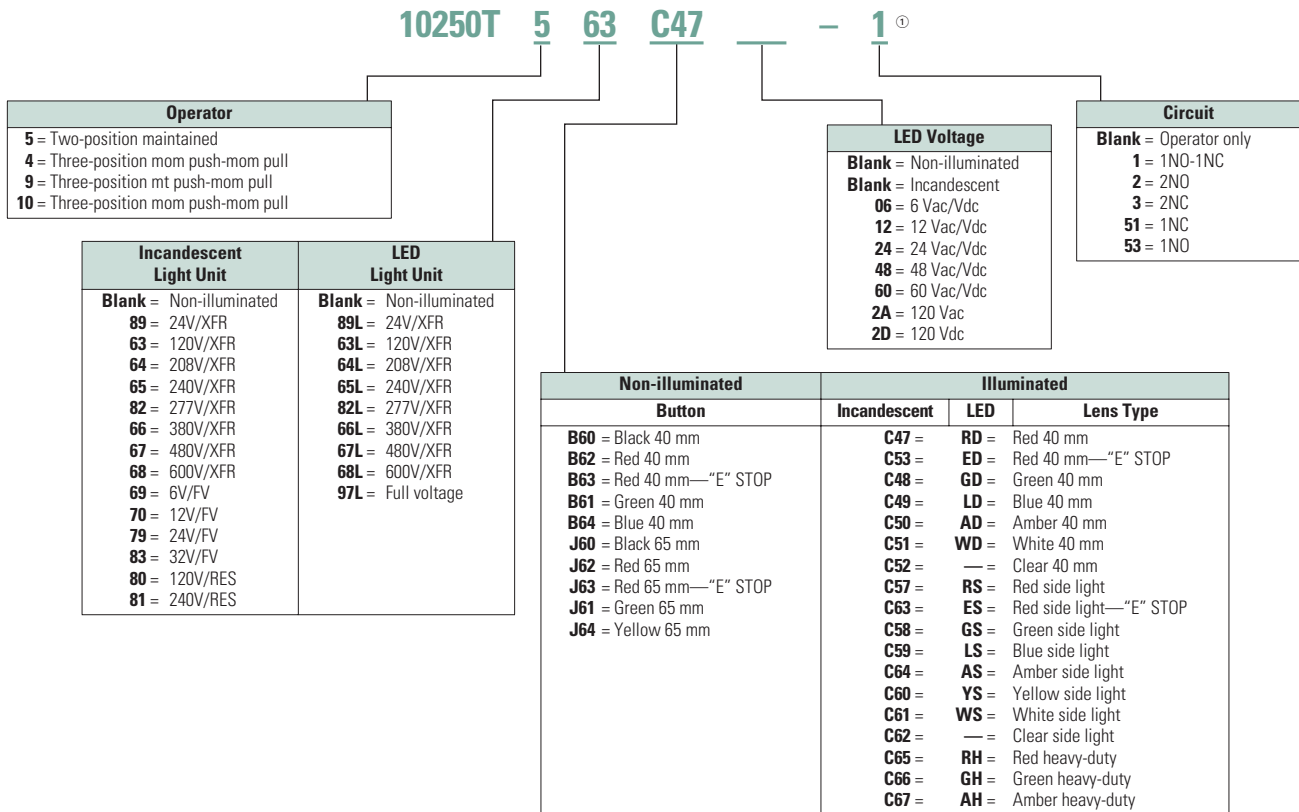 10250T 5 63 C47 – 1 ①
Operator
5 = Two-position maintained
4 = Three-position mom push-mom pull
9 = Three-position mt push-mom pull
10 = Three-position mom push-mom pull
Incandescent Light Unit
Blank = Non-illuminated
89 = 24V/XFR
63 = 120V/XFR
64 = 208V/XFR
65 = 240V/XFR
82 = 277V/XFR
66 = 380V/XFR
67 = 480V/XFR
68 = 600V/XFR
69 = 6V/FV
70 = 12V/FV
79 = 24V/FV
83 = 32V/FV
80 = 120V/RES
81 = 240V/RES
LED Light Unit
Blank = Non-illuminated
89L = 24V/XFR
63L = 120V/XFR
64L = 208V/XFR
65L = 240V/XFR
82L = 277V/XFR
66L = 380V/XFR
67L = 480V/XFR
68L = 600V/XFR
97L = Full voltage
LED Voltage
Blank = Non-illuminated
Blank = Incandescent
06 = 6 Vac/Vdc
12 = 12 Vac/Vdc
24 = 24 Vac/Vdc
48 = 48 Vac/Vdc
60 = 60 Vac/Vdc
2A = 120 Vac
2D = 120 Vdc
Circuit
Blank = Operator only
1 = 1NO-1NC
2 = 2NO
3 = 2NC
51 = 1NC
53 = 1NO
Non-illuminated
Button
B60 = Black 40 mm
B62 = Red 40 mm
B63 = Red 40 mm—“E” STOP
B61 = Green 40 mm
B64 = Blue 40 mm
J60 = Black 65 mm
J62 = Red 65 mm
J63 = Red 65 mm—“E” STOP
J61 = Green 65 mm
J64 = Yellow 65 mm
Illuminated
Incandescent LED Lens Type
C47 = RD = Red 40 mm
C53 = ED = Red 40 mm—“E” STOP
C48 = GD = Green 40 mm
C49 = LD = Blue 40 mm
C50 = AD = Amber 40 mm
C51 = WD = White 40 mm
C52 = — = Clear 40 mm
C57 = RS = Red side light
C63 = ES = Red side light—“E” STOP
C58 = GS = Green side light
C59 = LS = Blue side light
C64 = AS = Amber side light
C60 = YS = Yellow side light
C61 = WS = White side light
C62 = — = Clear side light
C65 = RH = Red heavy-duty
C66 = GH = Green heavy-duty
C67 = AH = Amber heavy-duty